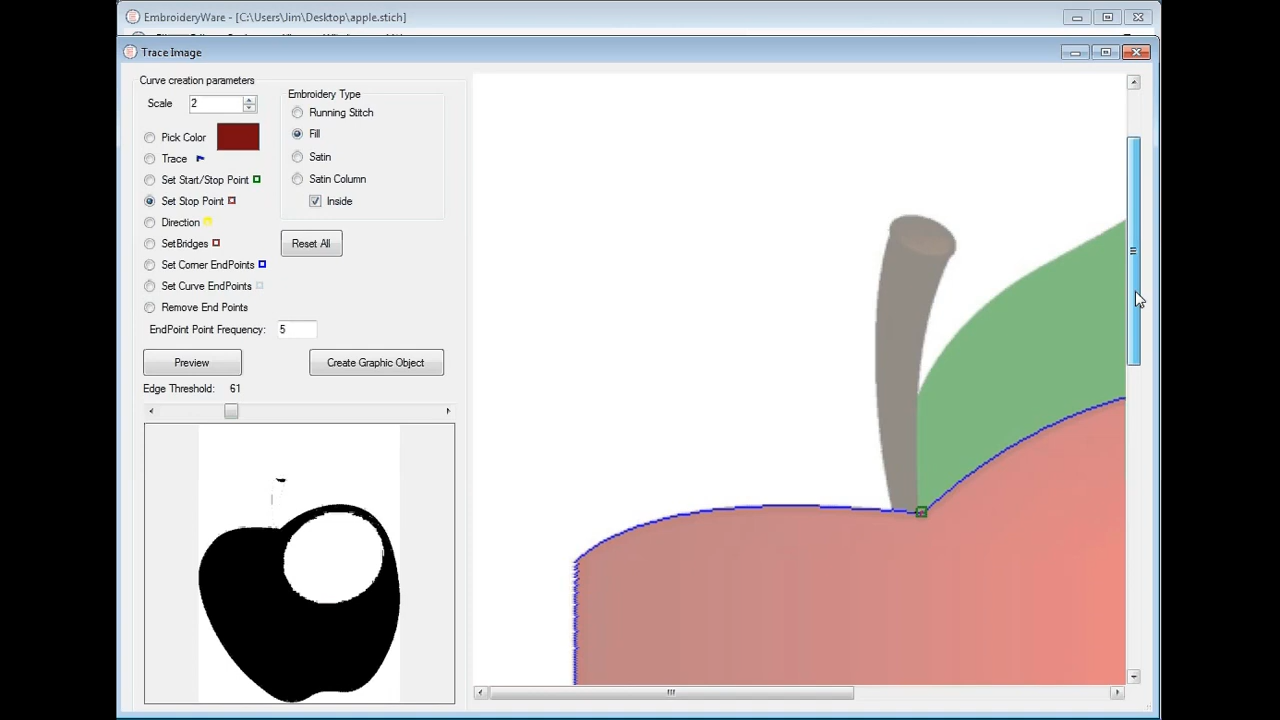 EmbroideryWare - [C:\Users\Jim\Desktop\apple.stich]
Trace Image
Curve creation parameters
Scale 2
Pick Color
Trace
Set Start/Stop Point
Set Stop Point
Direction
SetBridges
Set Corner EndPoints
Set Curve EndPoints
Remove End Points
EndPoint Point Frequency: 5
Embroidery Type
Running Stitch
Fill
Satin
Satin Column
Inside
Reset All
Preview
Create Graphic Object
Edge Threshold: 61